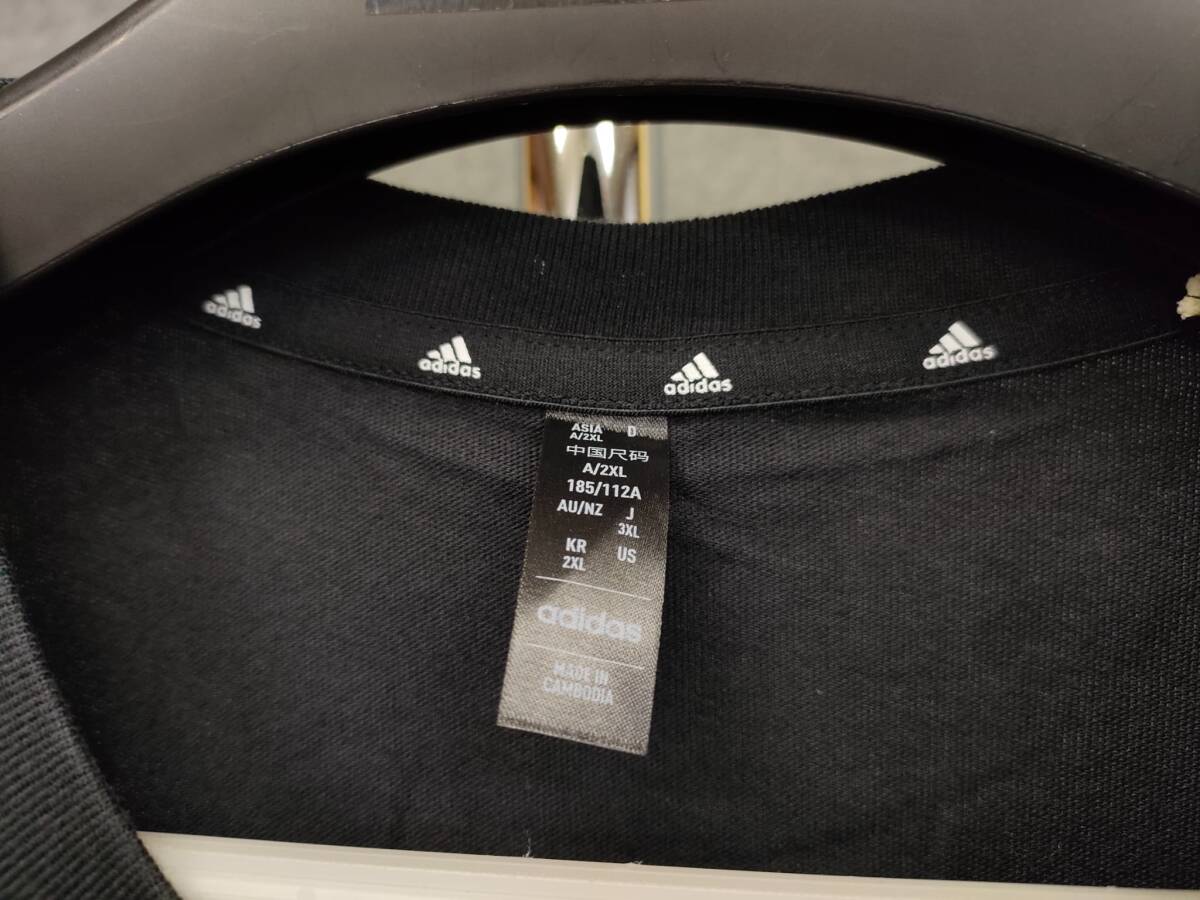 adidas
adidas
adidas
adidas
ASIA D
A/2XL
中国尺码
A/2XL
185/112A
AU/NZ J
3XL
KR US
2XL
adidas
MADE IN
CAMBODIA